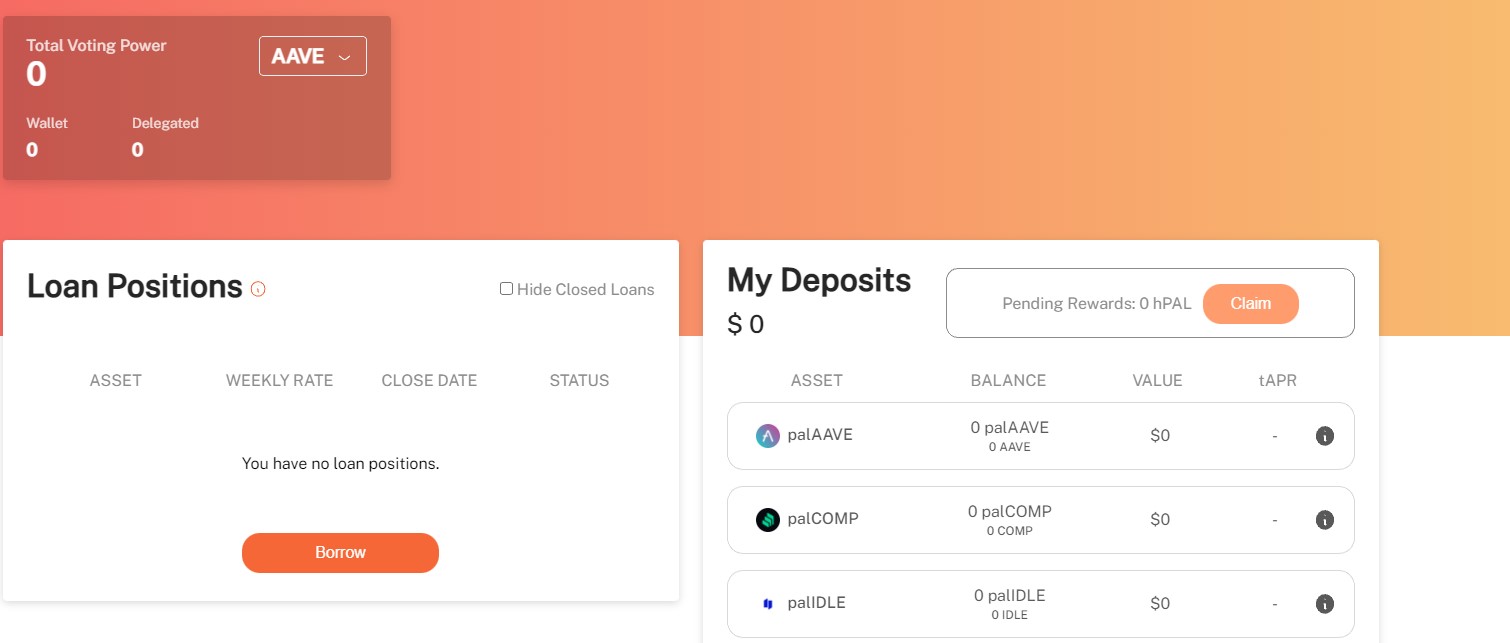 Total Voting Power
0
AAVE
Wallet Delegated
0 0
Loan Positions
Hide Closed Loans
ASSET WEEKLY RATE CLOSE DATE STATUS
You have no loan positions.
Borrow
My Deposits
$ 0
Pending Rewards: 0 hPAL Claim
ASSET BALANCE VALUE tAPR
palAAVE 0 palAAVE $0 -
0 AAVE
palCOMP 0 palCOMP $0 -
0 COMP
palIDLE 0 palIDLE $0 -
0 IDLE